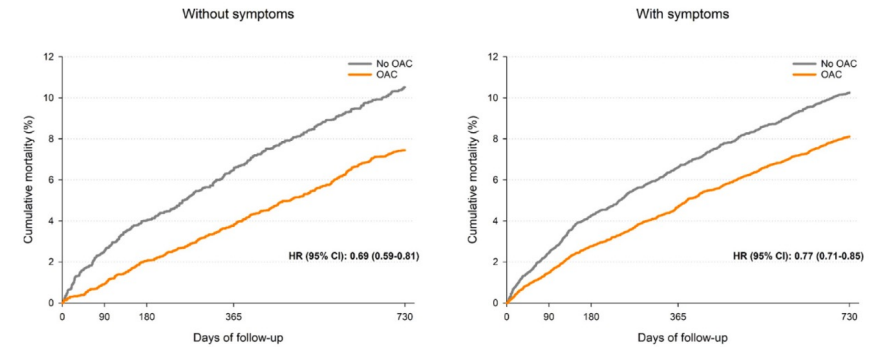 Without symptoms
12
10
8
6
4
2
0
Cumulative mortality (%)
No OAC
OAC
HR (95% CI): 0.69 (0.59-0.81)
0 90 180 365 730
Days of follow-up
With symptoms
12
10
8
6
4
2
0
Cumulative mortality (%)
No OAC
OAC
HR (95% CI): 0.77 (0.71-0.85)
0 90 180 365 730
Days of follow-up